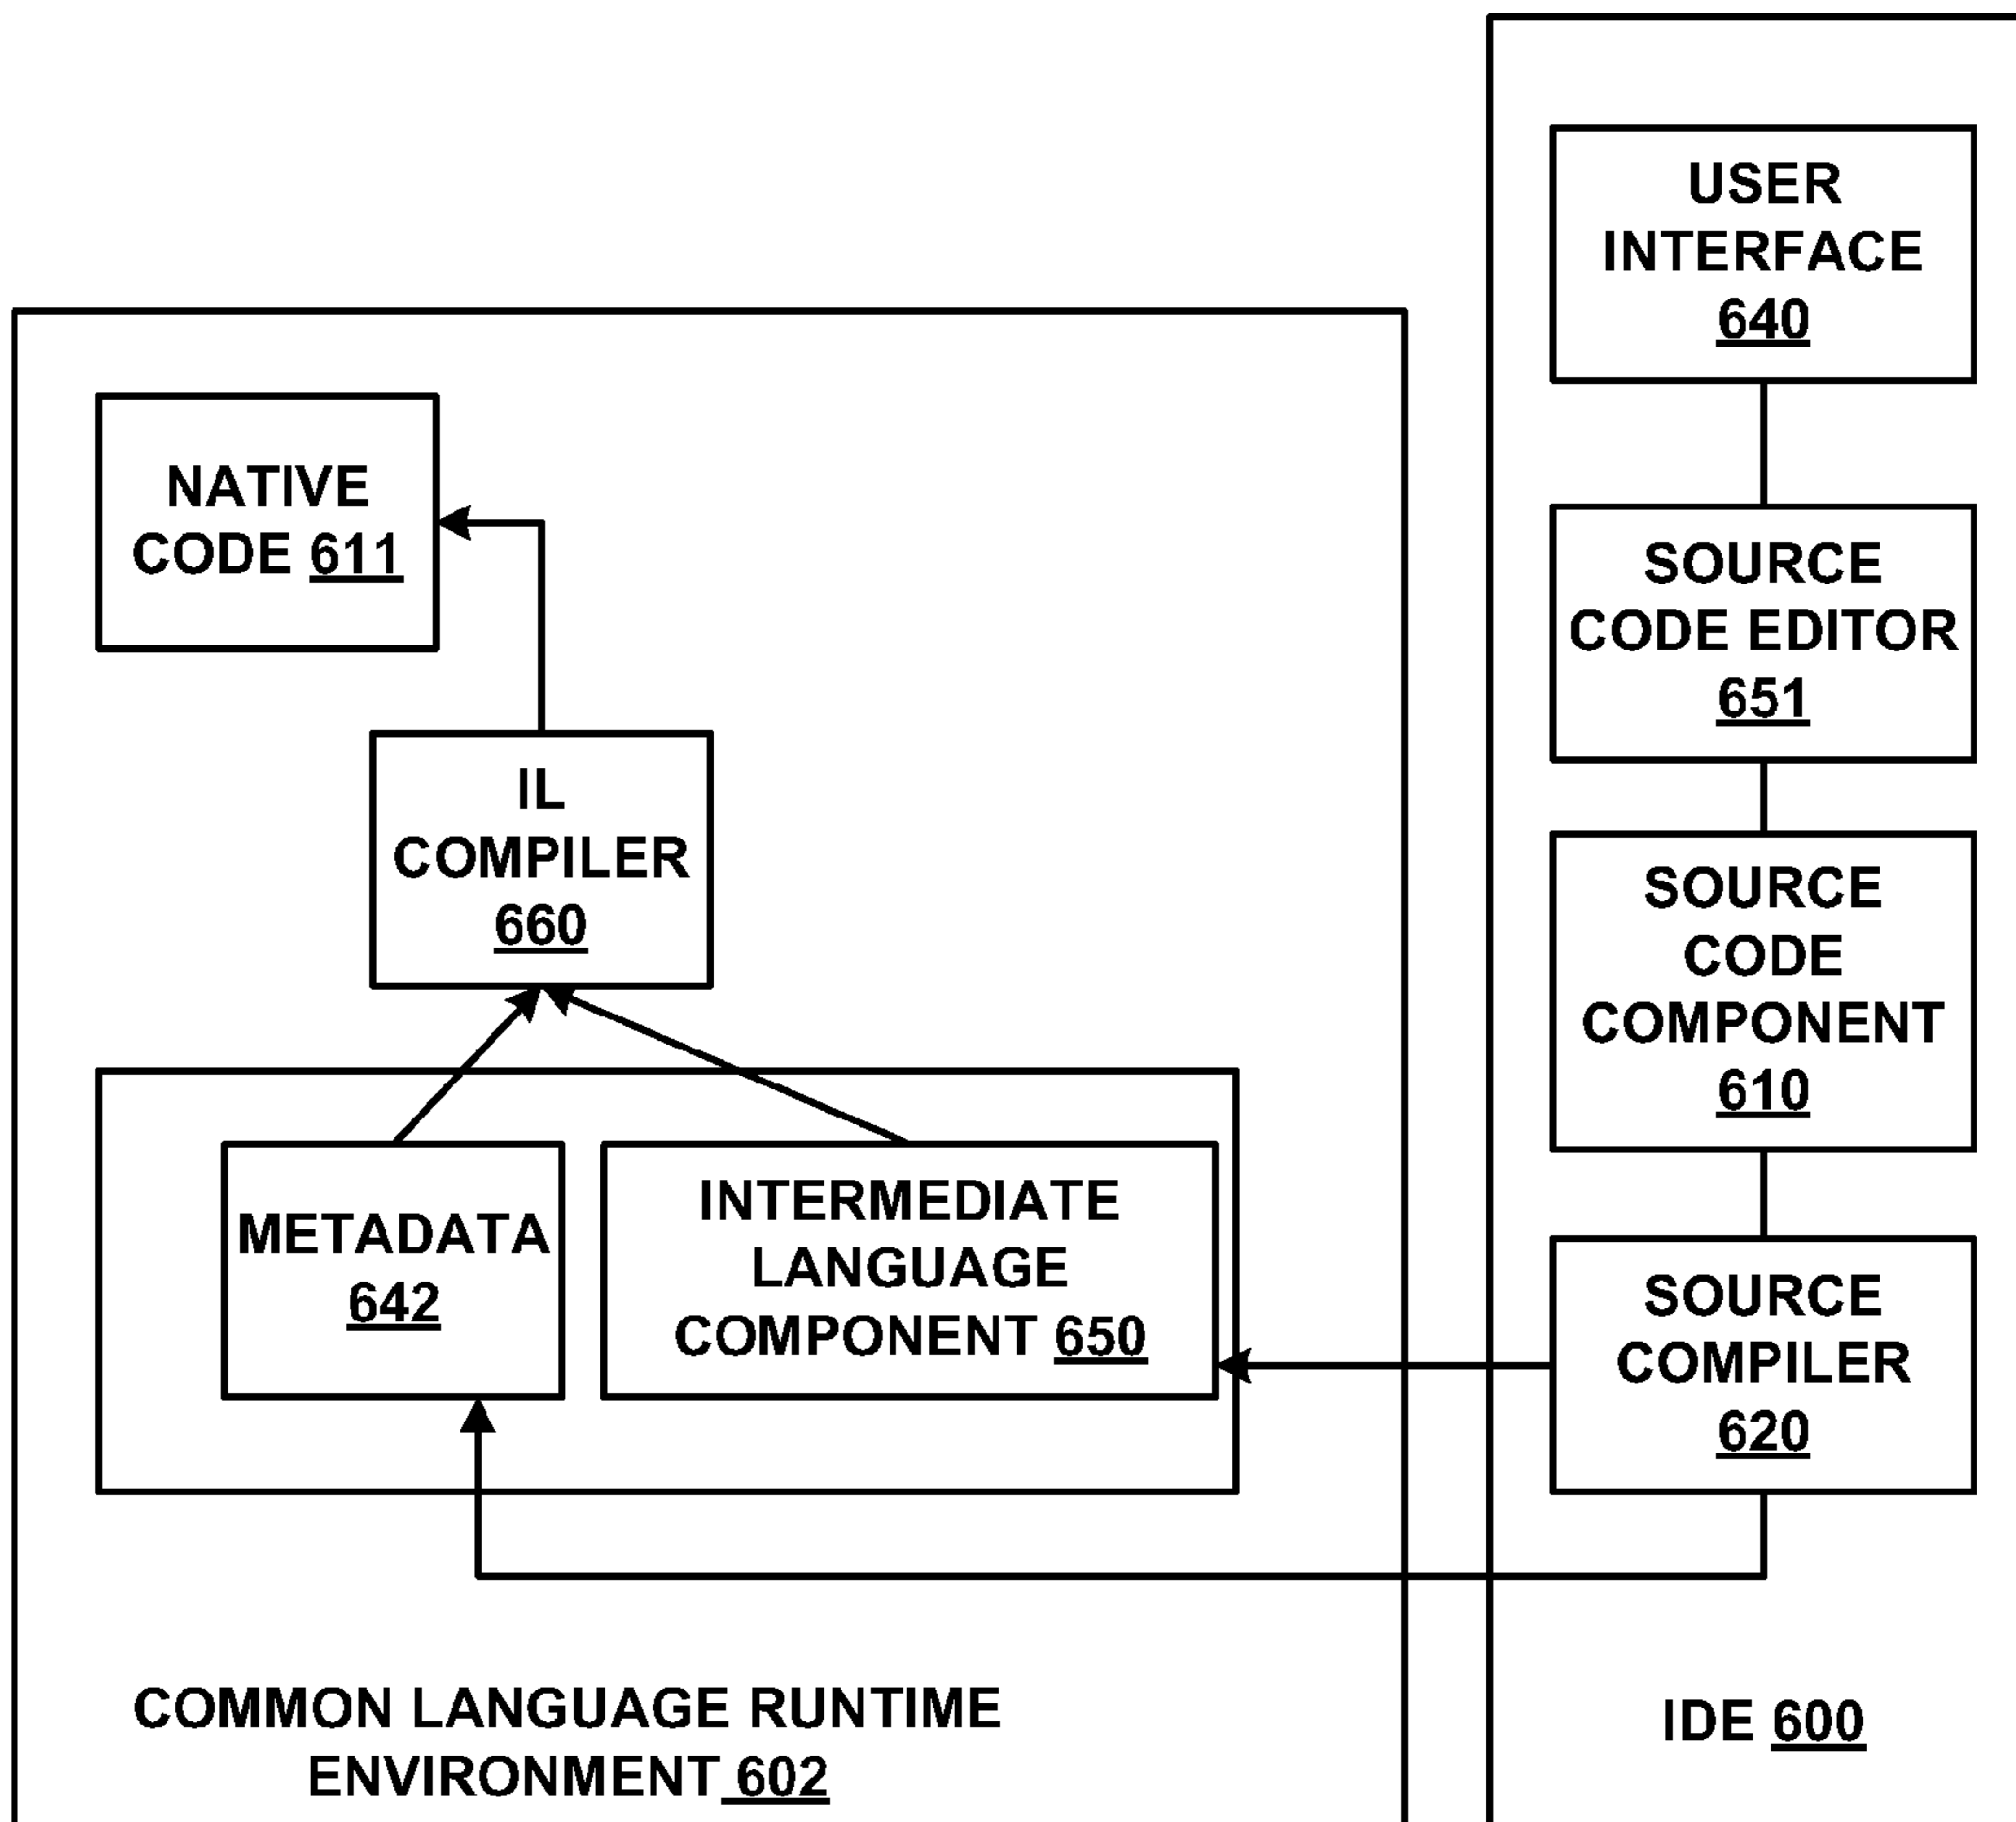 USER
INTERFACE
640
NATIVE
CODE 611
SOURCE
CODE EDITOR
651
IL
COMPILER
660
SOURCE
CODE
COMPONENT
610
METADATA
642
INTERMEDIATE
LANGUAGE
COMPONENT 650
SOURCE
COMPILER
620
COMMON LANGUAGE RUNTIME
ENVIRONMENT 602
IDE 600